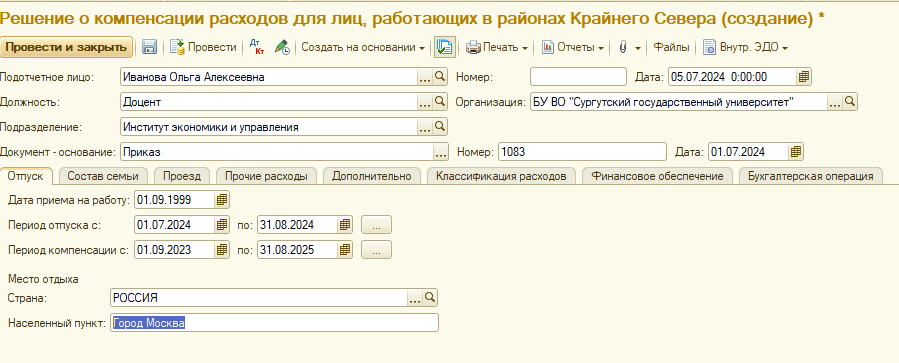 Решение о компенсации расходов для лиц, работающих в районах Крайнего Севера (создание) *
Провести и закрыть Провести Дт Кт Создать на основании Печать Отчеты Файлы Внутр. ЭДО
Подотчетное лицо: Иванова Ольга Алексеевна ... Номер: Дата: 05.07.2024 0:00:00
Должность: Доцент ... Организация: БУ ВО "Сургутский государственный университет" ...
Подразделение: Институт экономики и управления ...
Документ - основание: Приказ ... Номер: 1083 Дата: 01.07.2024
Отпуск Состав семьи Проезд Прочие расходы Дополнительно Классификация расходов Финансовое обеспечение Бухгалтерская операция
Дата приема на работу: 01.09.1999
Период отпуска с: 01.07.2024 по: 31.08.2024 ...
Период компенсации с: 01.09.2023 по: 31.08.2025 ...
Место отдыха
Страна: РОССИЯ ...
Населенный пункт: Город Москва